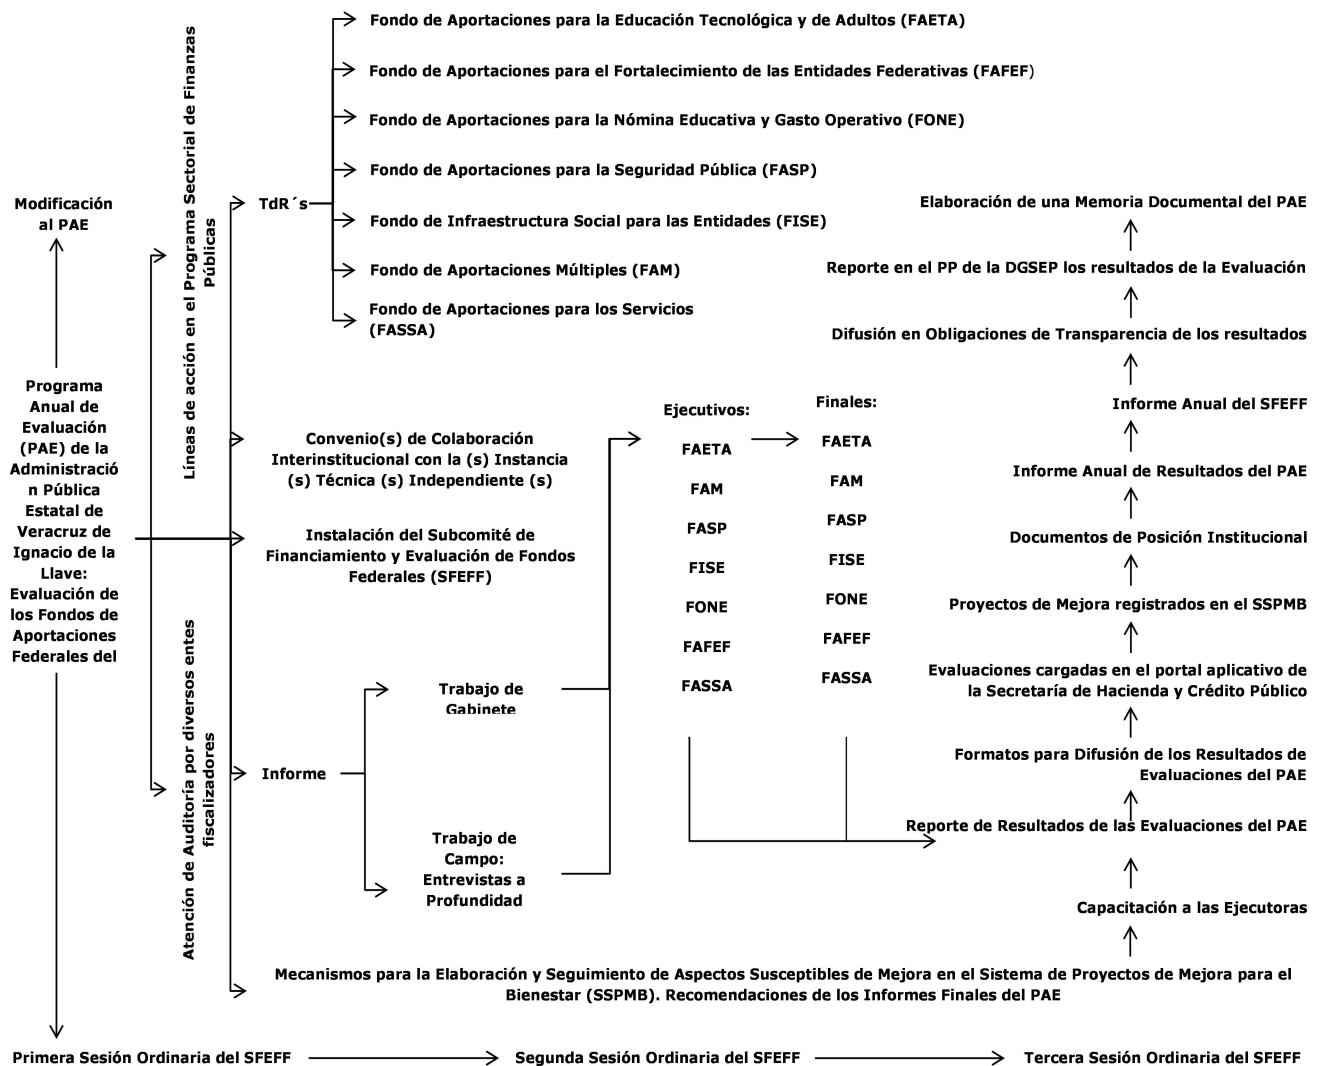 Modificación
al PAE
Programa
Anual de
Evaluación
(PAE) de la
Administració
n Pública
Estatal de
Veracruz de
Ignacio de la
Llave:
Evaluación de
los Fondos de
Aportaciones
Federales del
Líneas de acción en el Programa Sectorial de Finanzas
Públicas
Atención de Auditoría por diversos entes
fiscalizadores
TdR´s
Fondo de Aportaciones para la Educación Tecnológica y de Adultos (FAETA)
Fondo de Aportaciones para el Fortalecimiento de las Entidades Federativas (FAFEF)
Fondo de Aportaciones para la Nómina Educativa y Gasto Operativo (FONE)
Fondo de Aportaciones para la Seguridad Pública (FASP)
Fondo de Infraestructura Social para las Entidades (FISE)
Fondo de Aportaciones Múltiples (FAM)
Fondo de Aportaciones para los Servicios
(FASSA)
Convenio(s) de Colaboración
Interinstitucional con la (s) Instancia
(s) Técnica (s) Independiente (s)
Instalación del Subcomité de
Financiamiento y Evaluación de Fondos
Federales (SFEFF)
Informe
Trabajo de
Gabinete
Trabajo de
Campo:
Entrevistas a
Profundidad
Ejecutivos:
FAETA
FAM
FASP
FISE
FONE
FAFEF
FASSA
Finales:
FAETA
FAM
FASP
FISE
FONE
FAFEF
FASSA
Elaboración de una Memoria Documental del PAE
Reporte en el PP de la DGSEP los resultados de la Evaluación
Difusión en Obligaciones de Transparencia de los resultados
Informe Anual del SFEFF
Informe Anual de Resultados del PAE
Documentos de Posición Institucional
Proyectos de Mejora registrados en el SSPMB
Evaluaciones cargadas en el portal aplicativo de
la Secretaría de Hacienda y Crédito Público
Formatos para Difusión de los Resultados de
Evaluaciones del PAE
Reporte de Resultados de las Evaluaciones del PAE
Capacitación a las Ejecutoras
Mecanismos para la Elaboración y Seguimiento de Aspectos Susceptibles de Mejora en el Sistema de Proyectos de Mejora para el
Bienestar (SSPMB). Recomendaciones de los Informes Finales del PAE
Primera Sesión Ordinaria del SFEFF
Segunda Sesión Ordinaria del SFEFF
Tercera Sesión Ordinaria del SFEFF